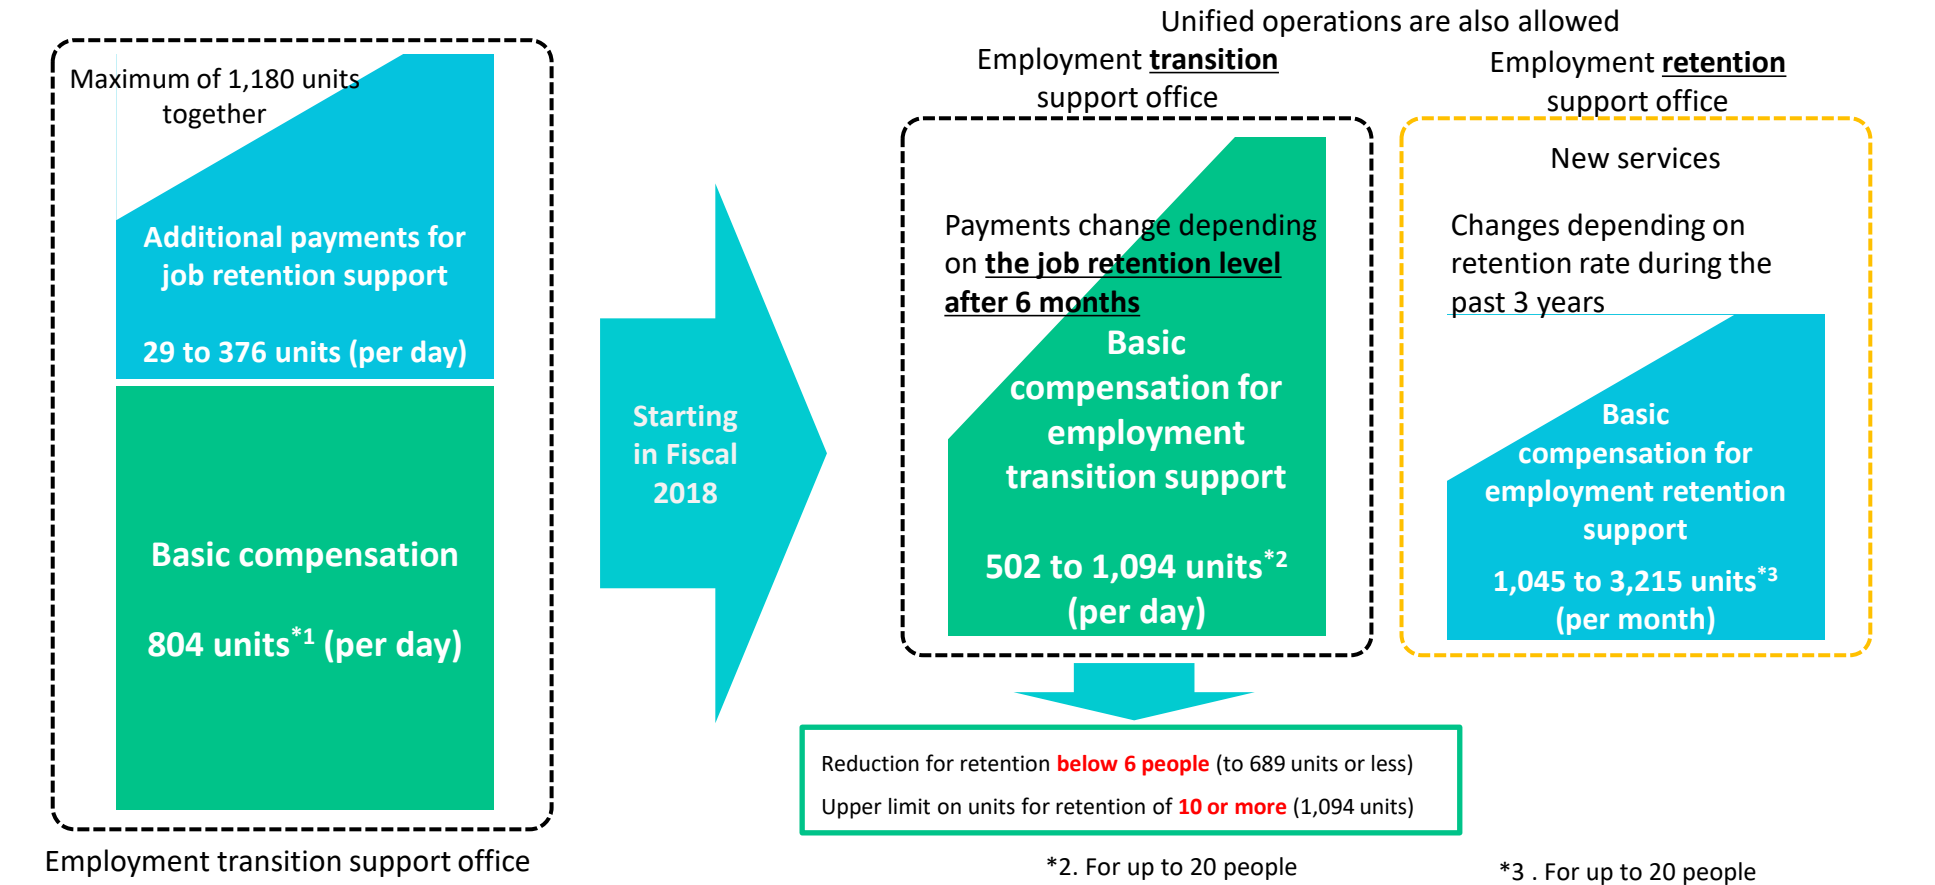 Maximum of 1,180 units
together
Additional payments for
job retention support
29 to 376 units (per day)
Basic compensation
804 units*1 (per day)
Employment transition support office
Starting
in Fiscal
2018
Unified operations are also allowed
Employment transition
support office
Payments change depending
on the job retention level
after 6 months
Basic
compensation for
employment
transition support
502 to 1,094 units*2
(per day)
Employment retention
support office
New services
Changes depending on
retention rate during the
past 3 years
Basic
compensation for
employment retention
support
1,045 to 3,215 units*3
(per month)
Reduction for retention below 6 people (to 689 units or less)
Upper limit on units for retention of 10 or more (1,094 units)
*2. For up to 20 people
*3 . For up to 20 people